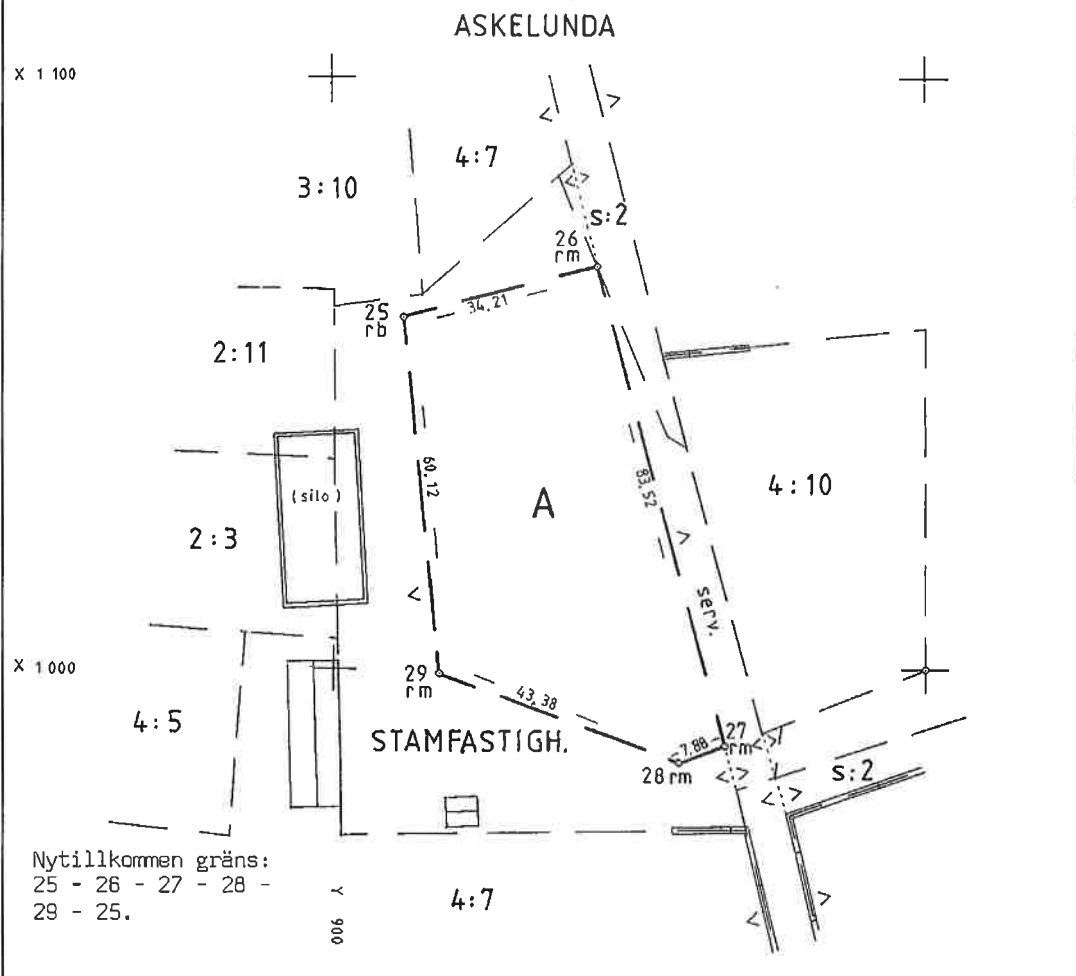 ASKELUNDA
X 1 100
4:7
3:10
s:2
26
rm
34,21
25
rb
2:11
60,12
83,52
4:10
(silo)
A
2:3
serv.
X 1 000
29
rm
43,38
4:5
STAMFASTIGH.
7,88
27
rm
28 rm
s:2
Nytillkommen gräns:
25 - 26 - 27 - 28 -
29 - 25.
4:7
Y 900